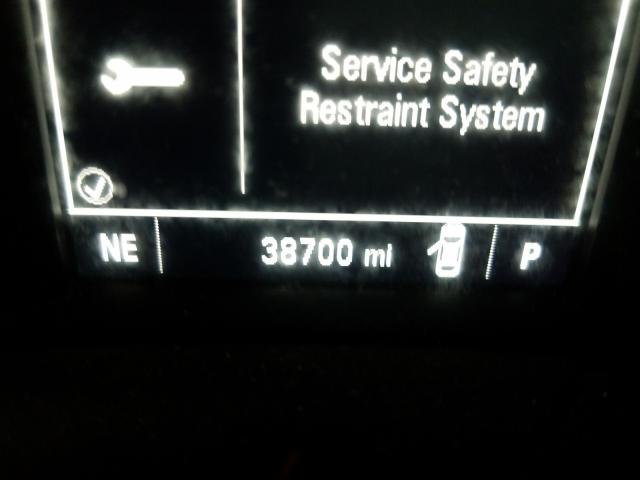 Service Safety
Restraint System
NE 38700 mi P